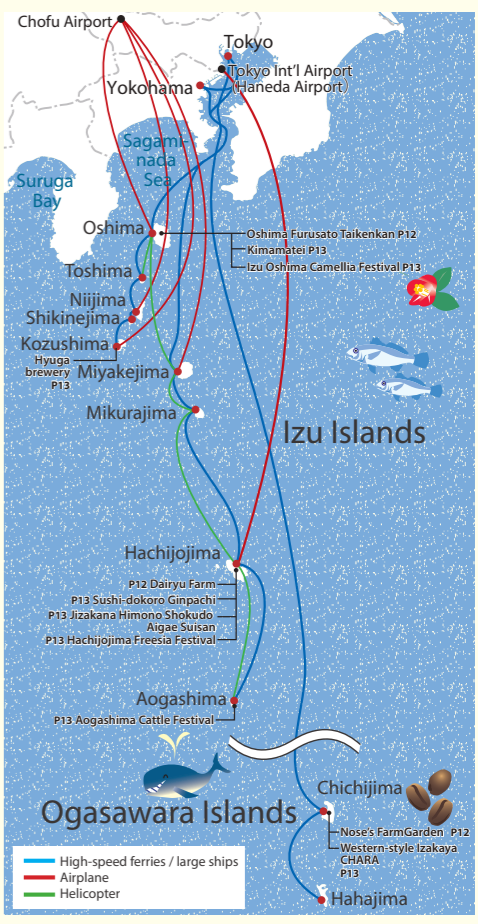 Chofu Airport
Tokyo
Tokyo Int'l Airport
(Haneda Airport)
Yokohama
Sagami-
nada
Sea
Suruga
Bay
Oshima
Oshima Furusato Taikenkan P12
Kimamatei P13
Izu Oshima Camellia Festival P13
Toshima
Niijima
Shikinejima
Kozushima
Hyuga
brewery
P13
Miyakejima
Mikurajima
Izu Islands
Hachijojima
P12 Dairyu Farm
P13 Sushi-dokoro Ginpachi
P13 Jizakana Himono Shokudo
Aigae Suisan
P13 Hachijojima Freesia Festival
Aogashima
P13 Aogashima Cattle Festival
Chichijima
Ogasawara Islands
Nose's FarmGarden P12
Western-style Izakaya
CHARA
P13
High-speed ferries / large ships
Airplane
Helicopter
Hahajima